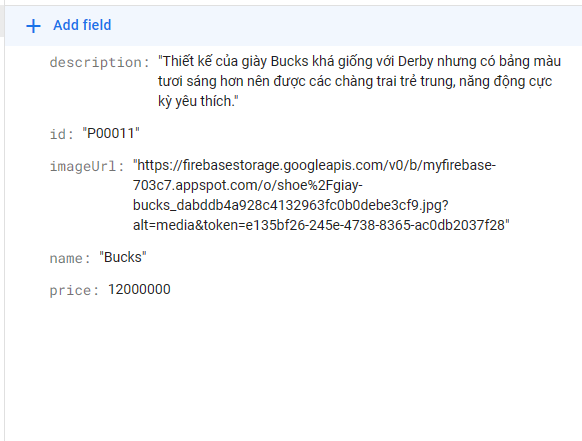 + Add field
description: "Thiết kế của giày Bucks khá giống với Derby nhưng có bảng màu
tươi sáng hơn nên được các chàng trai trẻ trung, năng động cực
kỳ yêu thích."
id: "P00011"
imageUrl: "https://firebasestorage.googleapis.com/v0/b/myfirebase-
703c7.appspot.com/o/shoe%2Fgiay-
bucks_dabddb4a928c4132963fc0b0debe3cf9.jpg?
alt=media&token=e135bf26-245e-4738-8365-ac0db2037f28"
name: "Bucks"
price: 12000000